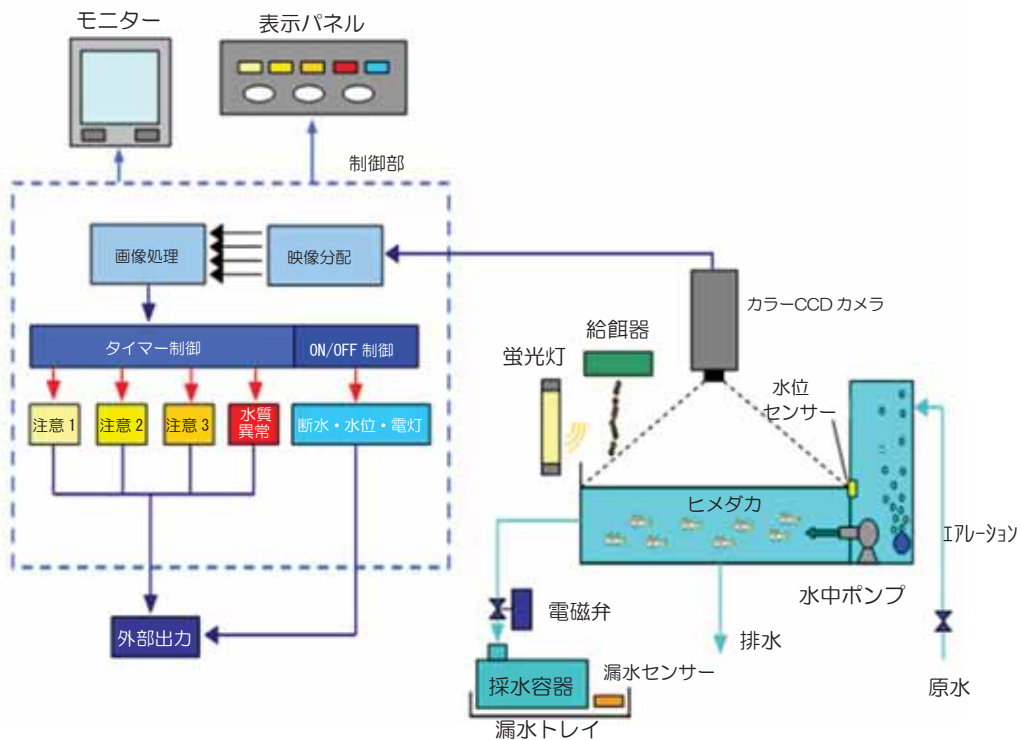 モニター
表示パネル
制御部
画像処理
映像分配
カラーCCDカメラ
給餌器
蛍光灯
水位
センサー
タイマー制御
ON/OFF 制御
注意1
注意2
注意3
水質
異常
断水・水位・電灯
ヒメダカ
エアレーション
水中ポンプ
電磁弁
排水
外部出力
採水容器
漏水センサー
漏水トレイ
原水